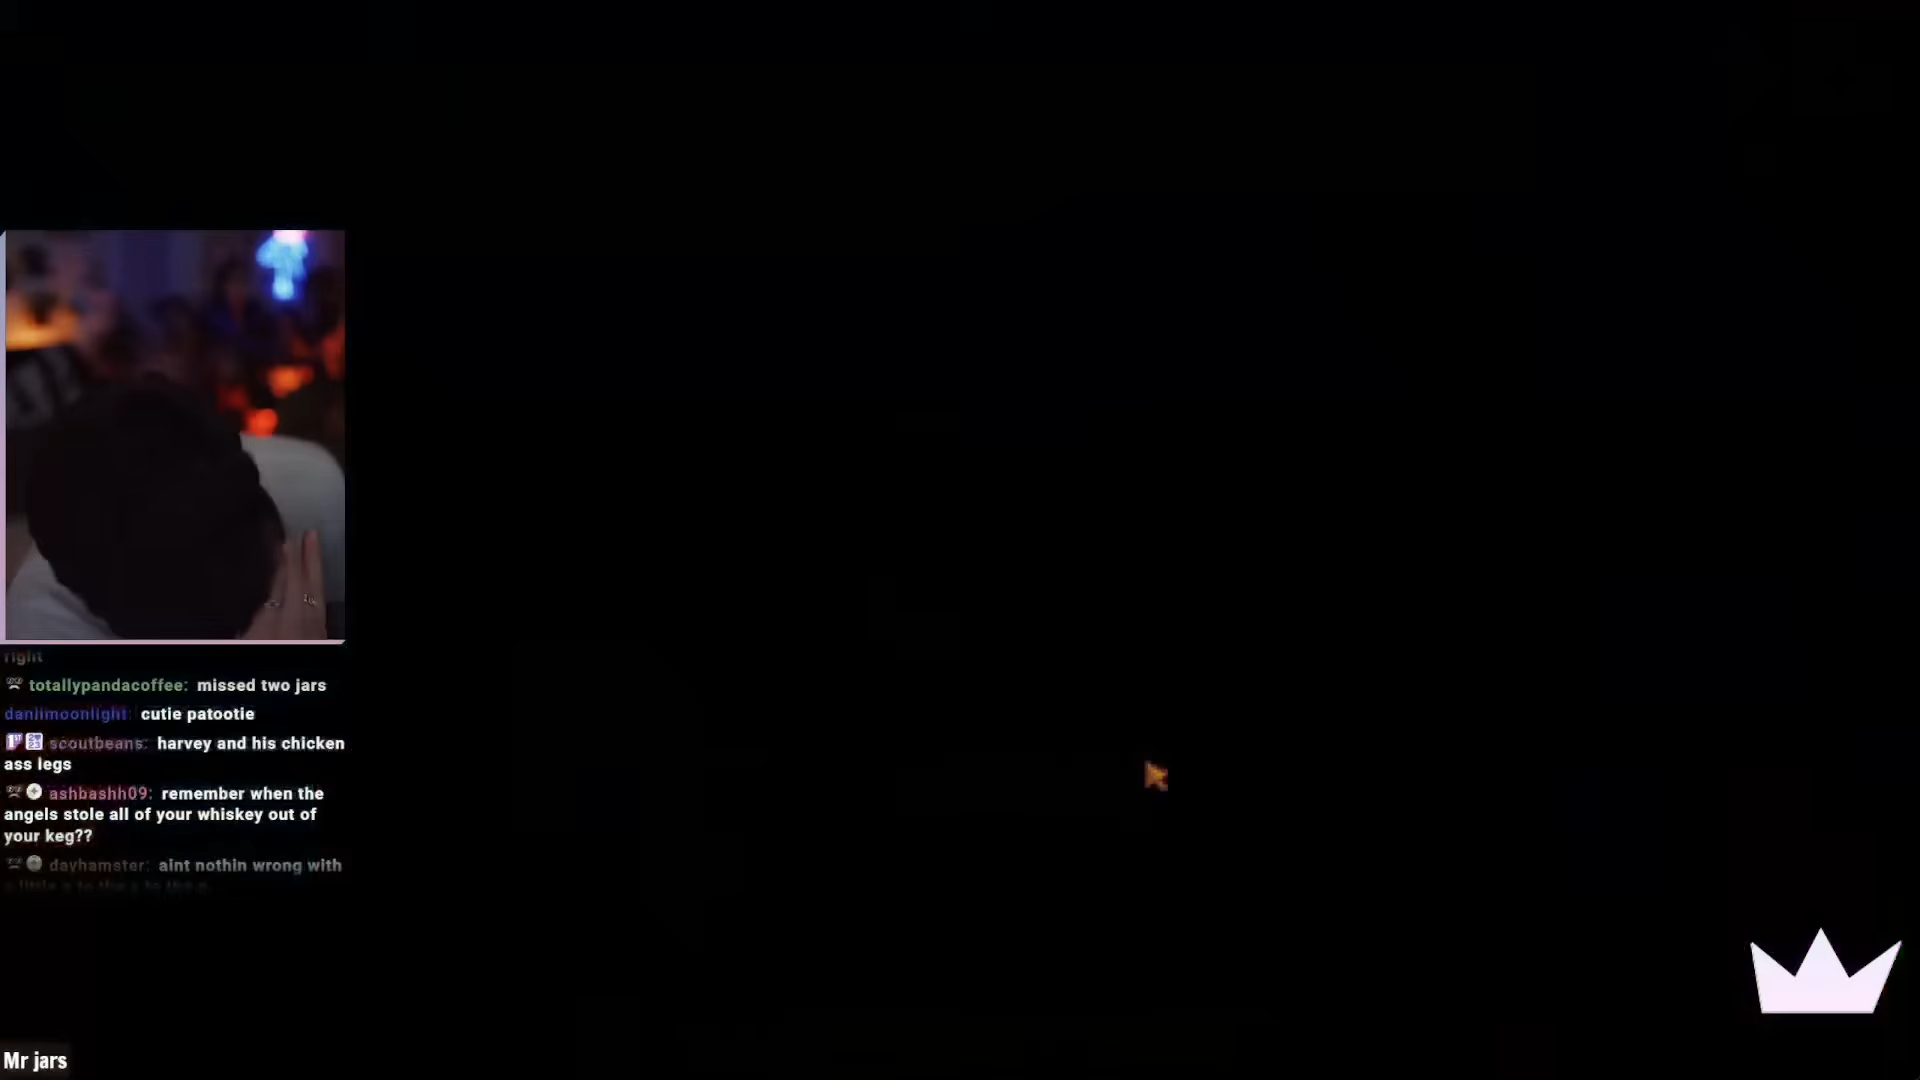 right
totallypandacoffee: missed two jars
daniimoonlight: cutie patootie
scoutbeans: harvey and his chicken
ass legs
ashbashh09: remember when the
angels stole all of your whiskey out of
your keg??
dayhamster: aint nothin wrong with
Mr jars